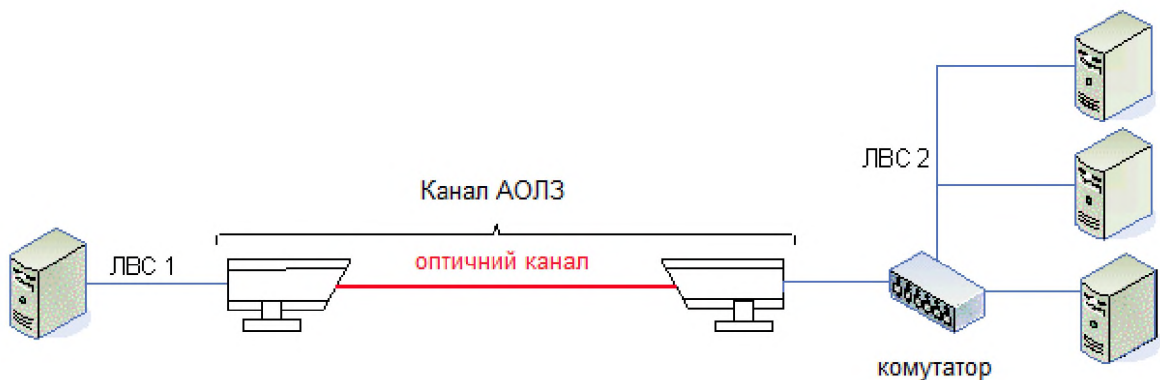 ЛВС 2
Канал АОЛЗ
ЛВС 1
оптичний канал
комутатор